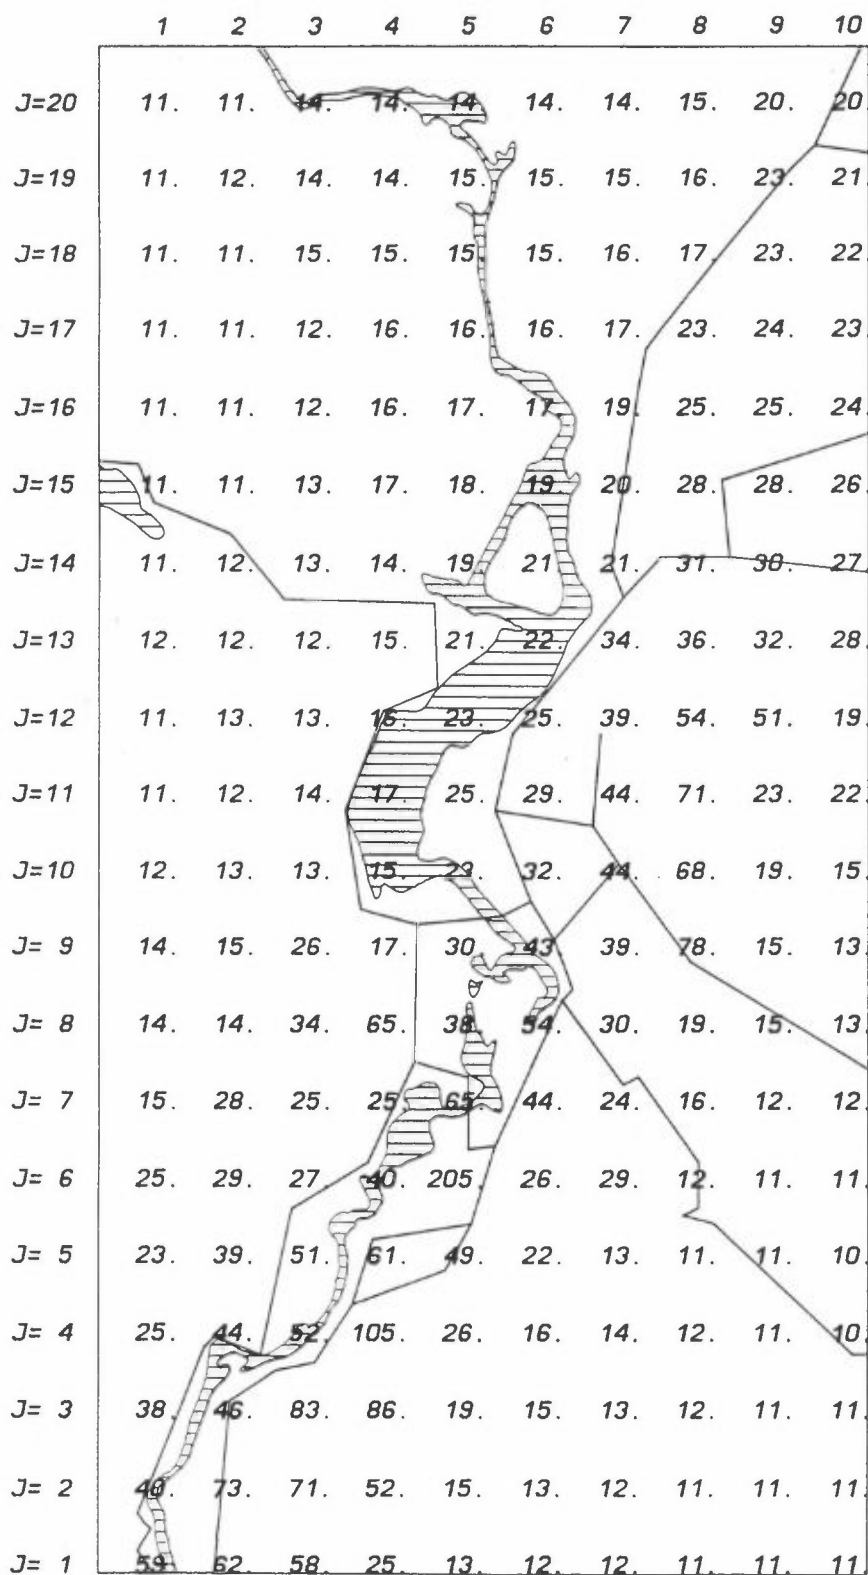 1 2 3 4 5 6 7 8 9 10
J=20 11. 11. 14. 14. 14. 14. 14. 15. 20. 20.
J=19 11. 12. 14. 14. 15. 15. 15. 16. 23. 21.
J=18 11. 11. 15. 15. 15. 15. 16. 17. 23. 22.
J=17 11. 11. 12. 16. 16. 16. 17. 23. 24. 23.
J=16 11. 11. 12. 16. 17. 17. 19. 25. 25. 24.
J=15 11. 11. 13. 17. 18. 19. 20. 28. 28. 26.
J=14 11. 12. 13. 14. 19. 21. 21. 31. 30. 27.
J=13 12. 12. 12. 15. 21. 22. 34. 36. 32. 28.
J=12 11. 13. 13. 16. 23. 25. 39. 54. 51. 19.
J=11 11. 12. 14. 17. 25. 29. 44. 71. 23. 22.
J=10 12. 13. 13. 15. 23. 32. 44. 68. 19. 15.
J= 9 14. 15. 26. 17. 30. 43. 39. 78. 15. 13.
J= 8 14. 14. 34. 65. 38. 54. 30. 19. 15. 13.
J= 7 15. 28. 25. 25. 65. 44. 24. 16. 12. 12.
J= 6 25. 29. 27. 40. 205. 26. 29. 12. 11. 11.
J= 5 23. 39. 51. 61. 49. 22. 13. 11. 11. 10.
J= 4 25. 44. 52. 105. 26. 16. 14. 12. 11. 10.
J= 3 38. 46. 83. 86. 19. 15. 13. 12. 11. 11.
J= 2 40. 73. 71. 52. 15. 13. 12. 11. 11. 11.
J= 1 59. 62. 58. 25. 13. 12. 12. 11. 11. 11.